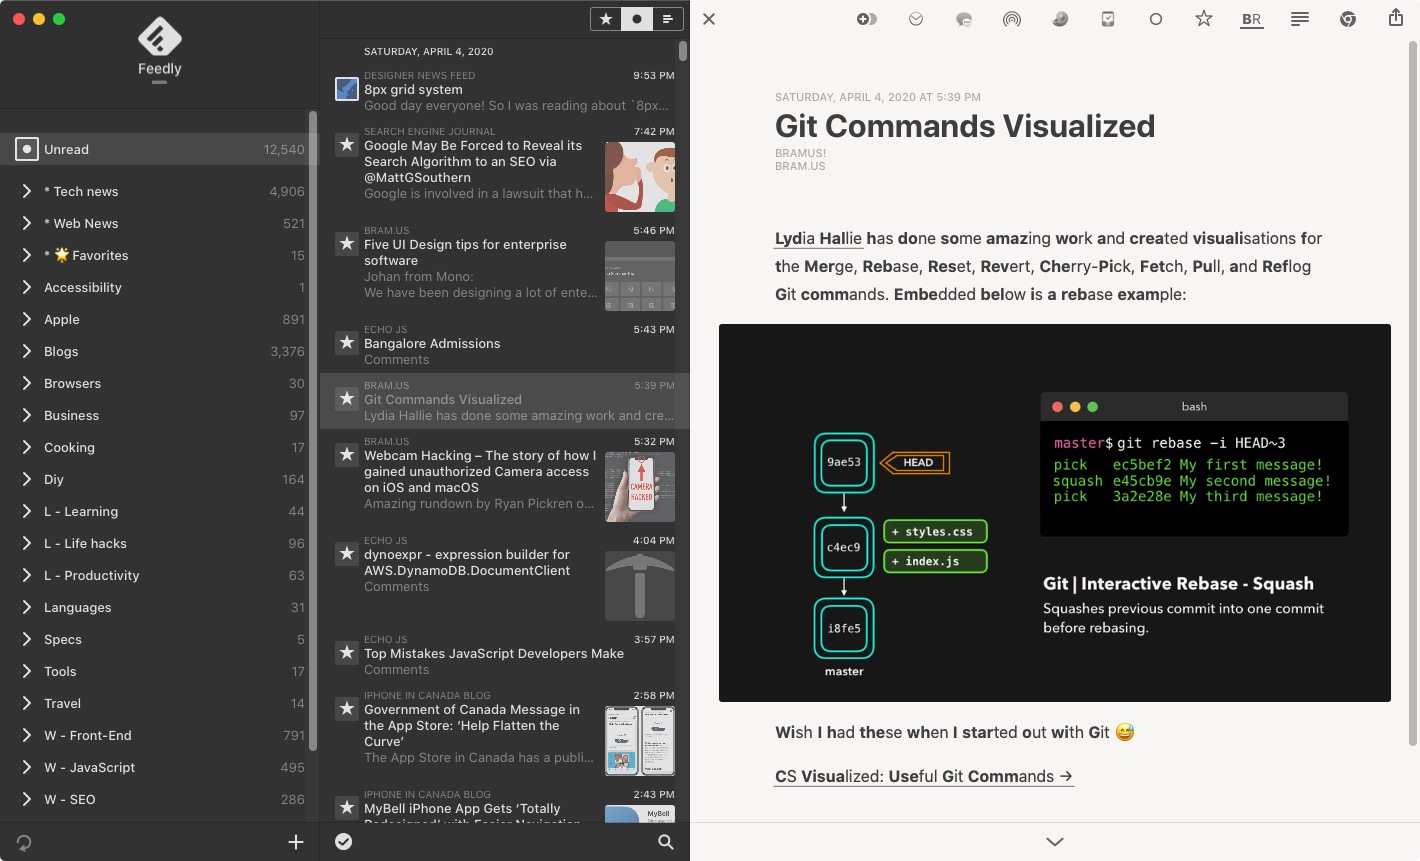 Feedly
Unread 12,540
* Tech news 4,906
* Web News 521
* 🌟 Favorites 15
Accessibility 1
Apple 891
Blogs 3,376
Browsers 30
Business 97
Cooking 17
Diy 164
L - Learning 44
L - Life hacks 96
L - Productivity 63
Languages 31
Specs 5
Tools 17
Travel 14
W - Front-End 791
W - JavaScript 495
W - SEO 286
SATURDAY, APRIL 4, 2020
DESIGNER NEWS FEED 9:53 PM
8px grid system
Good day everyone! So I was reading about `8px...
SEARCH ENGINE JOURNAL 7:42 PM
Google May Be Forced to Reveal its
Search Algorithm to an SEO via
@MattGSouthern
Google is involved in a lawsuit that h...
BRAM.US 5:46 PM
Five UI Design tips for enterprise
software
Johan from Mono:
We have been designing a lot of ente...
ECHO JS 5:43 PM
Bangalore Admissions
Comments
BRAM.US 5:39 PM
Git Commands Visualized
Lydia Hallie has done some amazing work and cre...
BRAM.US 5:32 PM
Webcam Hacking – The story of how I
gained unauthorized Camera access
on iOS and macOS
Amazing rundown by Ryan Pickren o...
CAMERA
HACKED
ECHO JS 4:04 PM
dynoexpr - expression builder for
AWS.DynamoDB.DocumentClient
Comments
ECHO JS 3:57 PM
Top Mistakes JavaScript Developers Make
Comments
IPHONE IN CANADA BLOG 2:58 PM
Government of Canada Message in
the App Store: ‘Help Flatten the
Curve’
The App Store in Canada has a publi...
IPHONE IN CANADA BLOG 2:43 PM
MyBell iPhone App Gets ‘Totally
Redesigned’ with Easier Navigation
MyBell
BR
SATURDAY, APRIL 4, 2020 AT 5:39 PM
Git Commands Visualized
BRAMUS!
BRAM.US
Lydia Hallie has done some amazing work and created visualisations for
the Merge, Rebase, Reset, Revert, Cherry-Pick, Fetch, Pull, and Reflog
Git commands. Embedded below is a rebase example:
bash
master$ git rebase -i HEAD~3
pick ec5bef2 My first message!
squash e45cb9e My second message!
pick 3a2e28e My third message!
9ae53
HEAD
c4ec9
+ styles.css
+ index.js
i8fe5
master
Git | Interactive Rebase - Squash
Squashes previous commit into one commit
before rebasing.
Wish I had these when I started out with Git 😅
CS Visualized: Useful Git Commands →